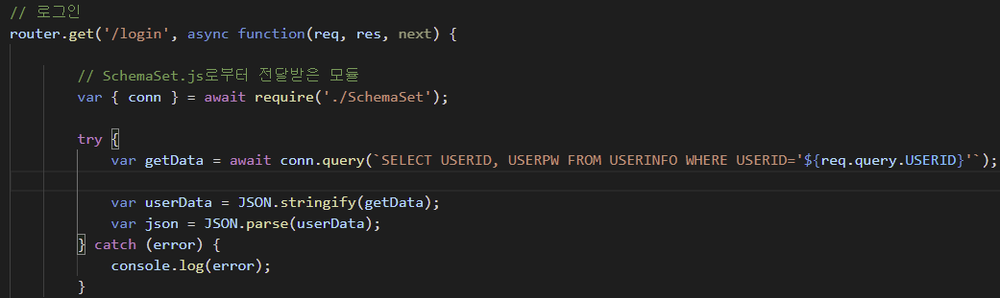 // 로그인
router.get('/login', async function(req, res, next) {
// SchemaSet.js로부터 전달받은 모듈
var { conn } = await require('./SchemaSet');
try {
var getData = await conn.query(`SELECT USERID, USERPW FROM USERINFO WHERE USERID='${req.query.USERID}'`);
var userData = JSON.stringify(getData);
var json = JSON.parse(userData);
} catch (error) {
console.log(error);
}